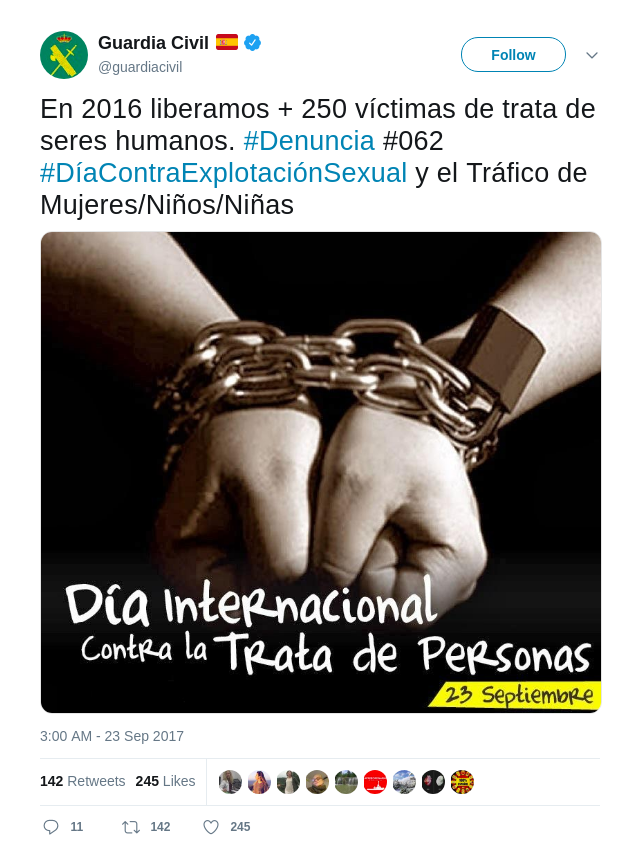 Guardia Civil
@guardiacivil
Follow
En 2016 liberamos + 250 víctimas de trata de
seres humanos. #Denuncia #062
#DíaContraExplotaciónSexual y el Tráfico de
Mujeres/Niños/Niñas
Día Internacional
Contra la Trata de Personas
23 Septiembre
3:00 AM - 23 Sep 2017
142 Retweets 245 Likes
11 142 245